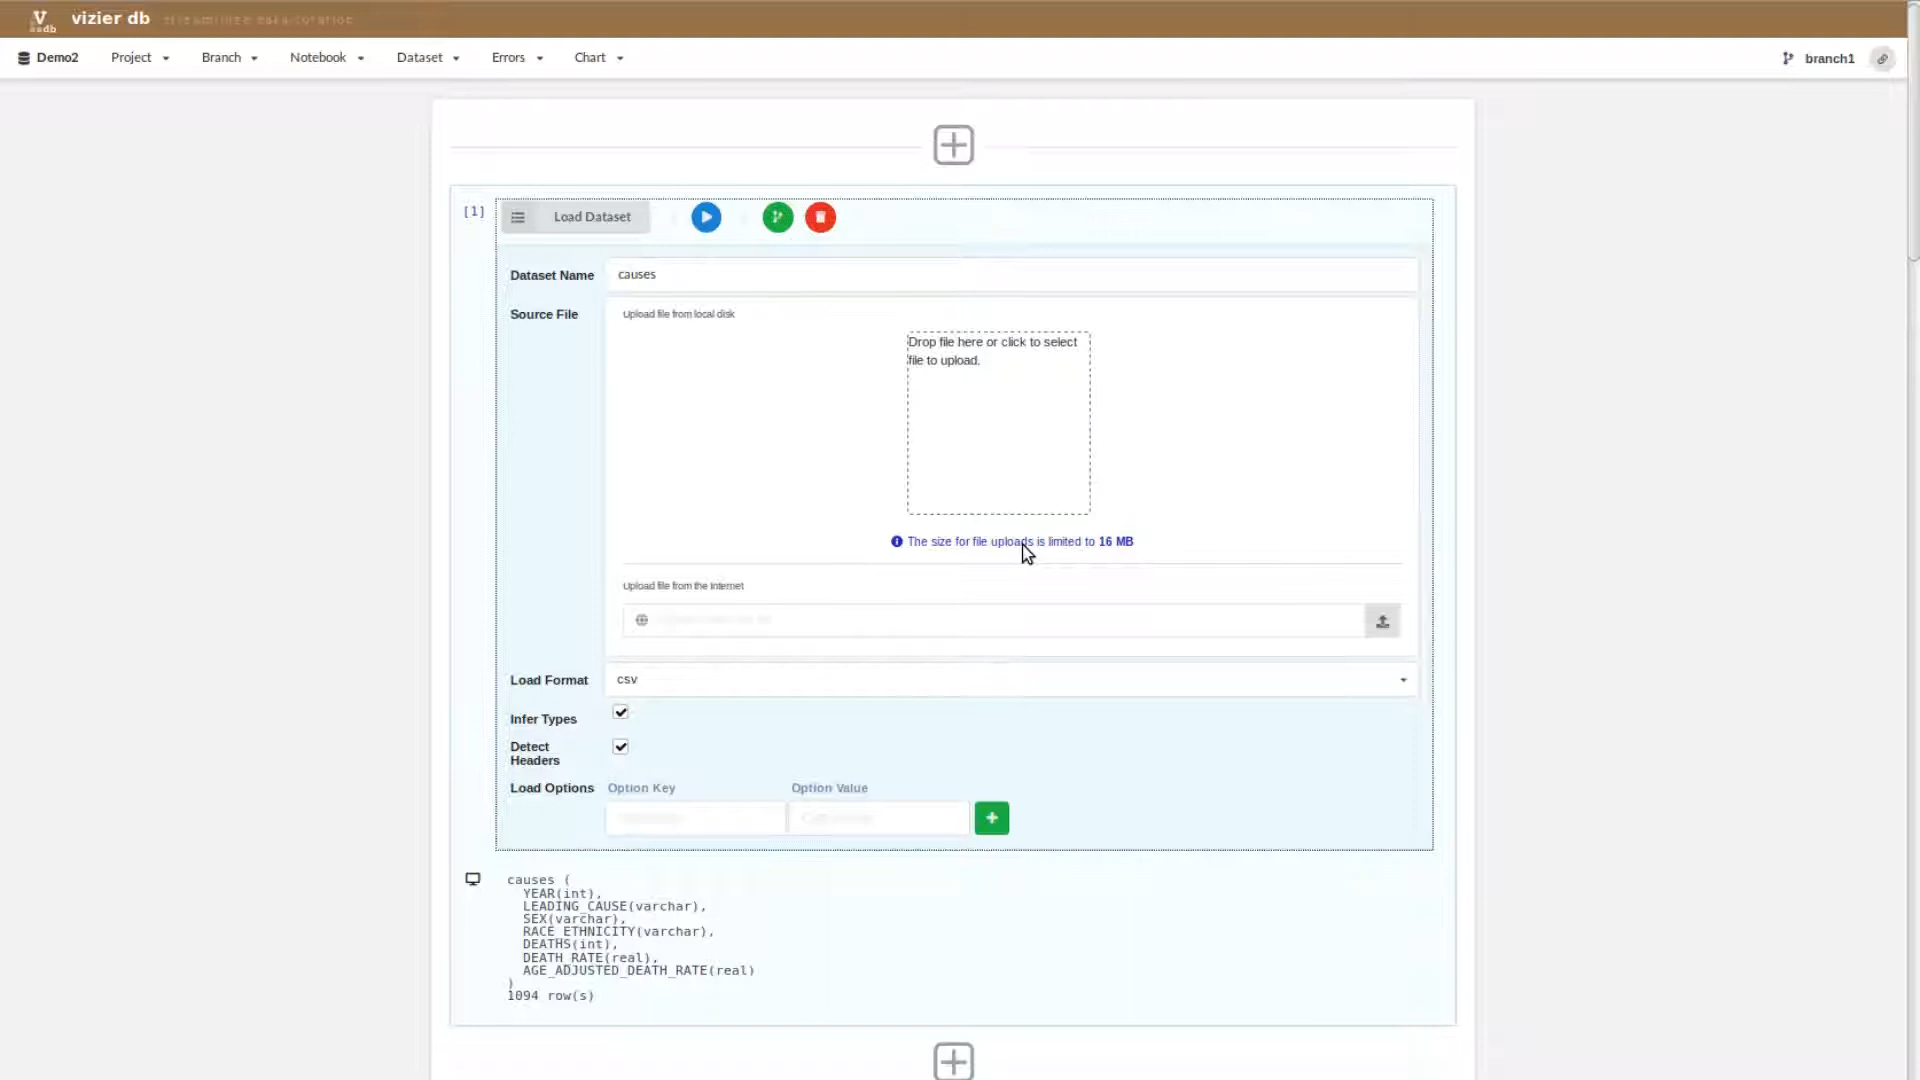 vizier db
Demo2 Project Branch Notebook Dataset Errors Chart branch1
[1] Load Dataset
Dataset Name causes
Source File Upload file from local disk
Drop file here or click to select
file to upload.
The size for file uploads is limited to 16 MB
Upload file from the Internet
Load Format csv
Infer Types
Detect
Headers
Load Options Option Key Option Value
causes (
YEAR(int),
LEADING_CAUSE(varchar),
SEX(varchar),
RACE_ETHNICITY(varchar),
DEATHS(int),
DEATH_RATE(real),
AGE_ADJUSTED_DEATH_RATE(real)
)
1094 row(s)